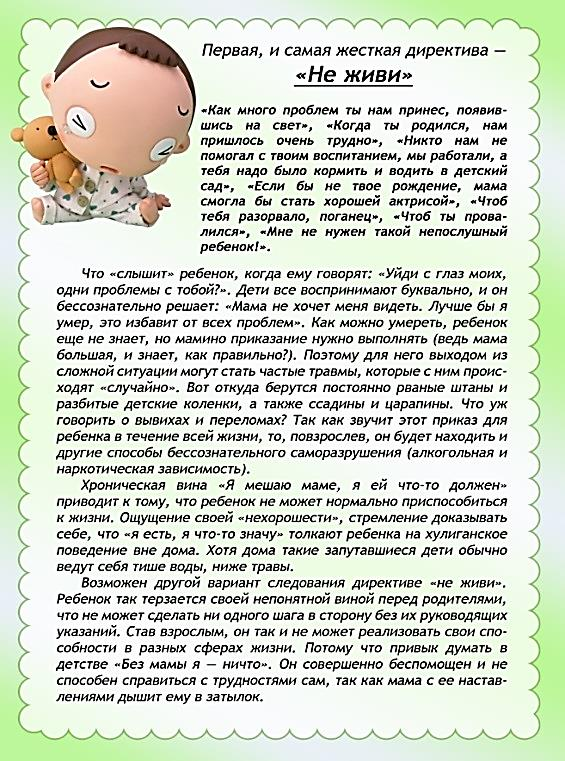 Первая, и самая жесткая директива —
«Не живи»
«Как много проблем ты нам принес, появив-
шись на свет», «Когда ты родился, нам
пришлось очень трудно», «Никто нам не
помогал с твоим воспитанием, мы работали, а
тебя надо было кормить и водить в детский
сад», «Если бы не твое рождение, мама
смогла бы стать хорошей актрисой», «Чтоб
тебя разорвало, поганец», «Чтоб ты прова-
лился», «Мне не нужен такой непослушный
ребенок!».
Что «слышит» ребенок, когда ему говорят: «Уйди с глаз моих,
одни проблемы с тобой?». Дети все воспринимают буквально, и он
бессознательно решает: «Мама не хочет меня видеть. Лучше бы я
умер, это избавит от всех проблем». Как можно умереть, ребенок
еще не знает, но мамино приказание нужно выполнять (ведь мама
большая, и знает, как правильно?). Поэтому для него выходом из
сложной ситуации могут стать частые травмы, которые с ним проис-
ходят «случайно». Вот откуда берутся постоянно рваные штаны и
разбитые детские коленки, а также ссадины и царапины. Что уж
говорить о вывихах и переломах? Так как звучит этот приказ для
ребенка в течение всей жизни, то, повзрослев, он будет находить и
другие способы бессознательного саморазрушения (алкогольная и
наркотическая зависимость).
Хроническая вина «Я мешаю маме, я ей что-то должен»
приводит к тому, что ребенок не может нормально приспособиться
к жизни. Ощущение своей «нехорошести», стремление доказывать
себе, что «я есть, я что-то значу» толкают ребенка на хулиганское
поведение вне дома. Хотя дома такие запутавшиеся дети обычно
ведут себя тише воды, ниже травы.
Возможен другой вариант следования директиве «не живи».
Ребенок так терзается своей непонятной виной перед родителями,
что не может сделать ни одного шага в сторону без их руководящих
указаний. Став взрослым, он так и не может реализовать свои спо-
собности в разных сферах жизни. Потому что привык думать в
детстве «Без мамы я — ничто». Он совершенно беспомощен и не
способен справиться с трудностями сам, так как мама с ее настав-
лениями дышит ему в затылок.